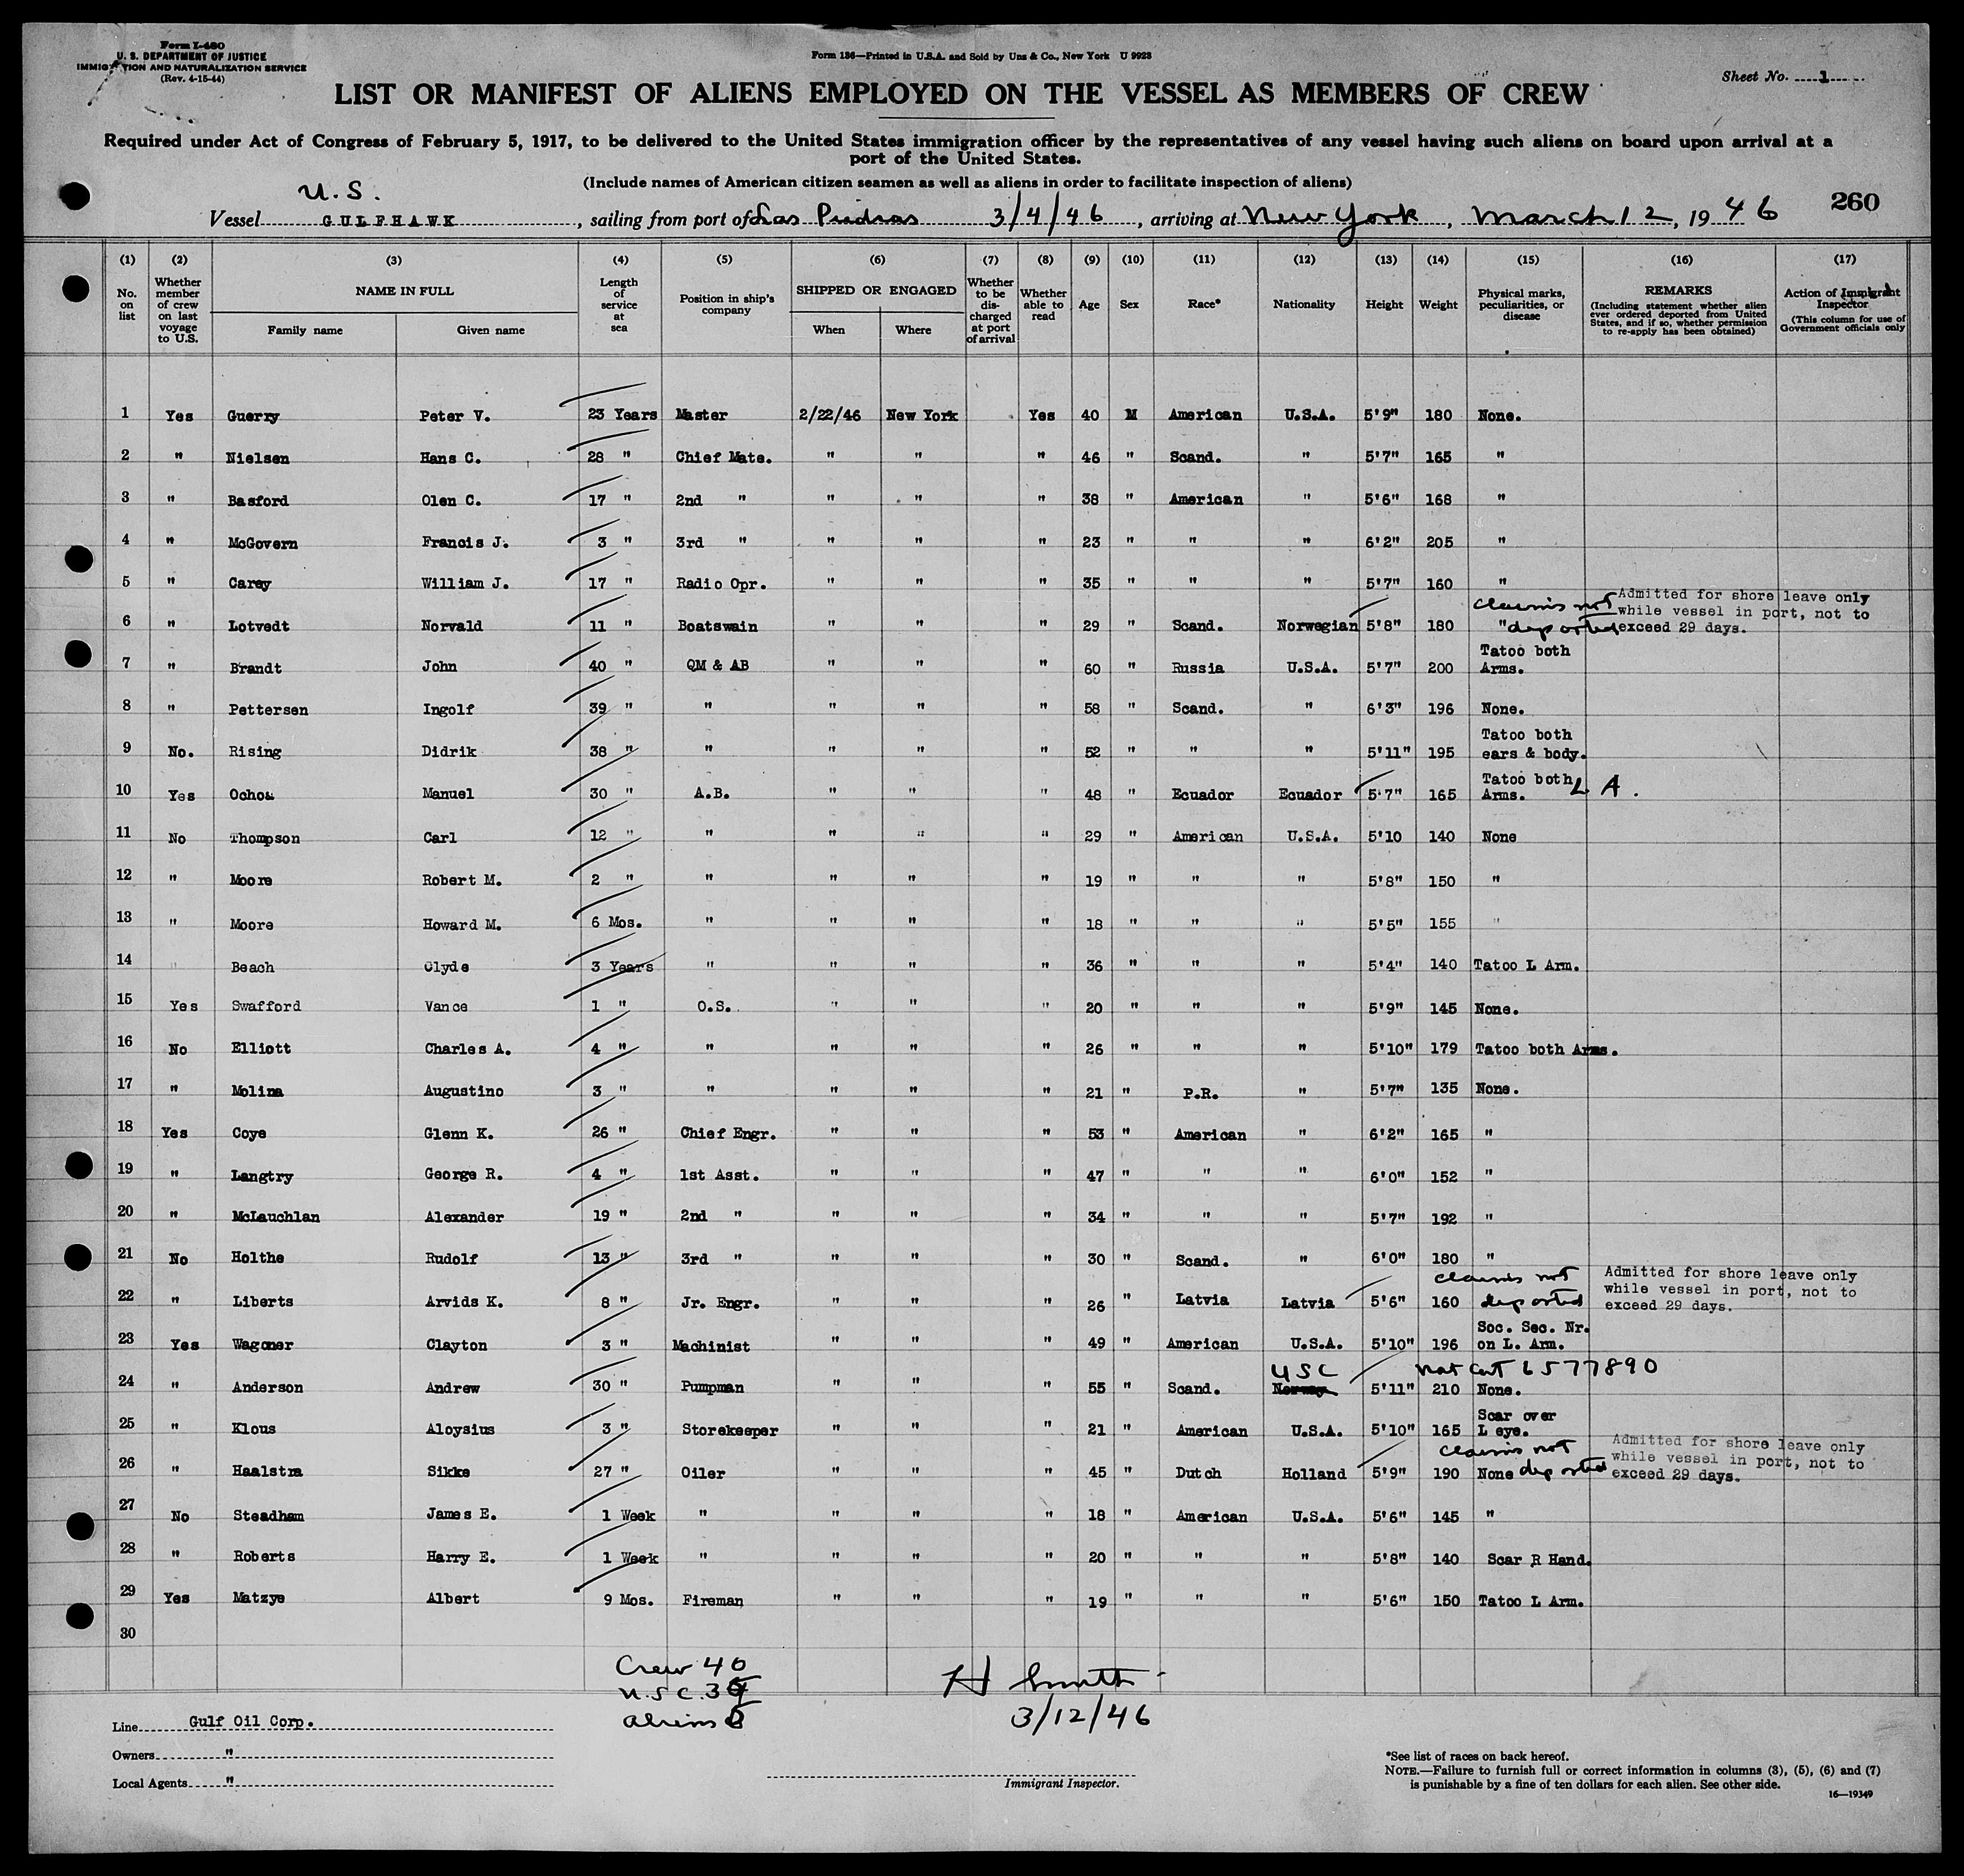 Form I-480
U. S. DEPARTMENT OF JUSTICE
IMMIGRATION AND NATURALIZATION SERVICE
(Rev. 4-15-44)
Form 136—Printed in U.S.A. and Sold by Unz & Co., New York U 9923
Sheet No. 1
LIST OR MANIFEST OF ALIENS EMPLOYED ON THE VESSEL AS MEMBERS OF CREW
Required under Act of Congress of February 5, 1917, to be delivered to the United States immigration officer by the representatives of any vessel having such aliens on board upon arrival at a
port of the United States.
(Include names of American citizen seamen as well as aliens in order to facilitate inspection of aliens)
U.S.
Vessel GULFHAWK, sailing from port of Las Piedras 3/4/46, arriving at New York, March 12, 1946
260
(1) No. on list (2) Whether member of crew on last voyage to U.S. (3) NAME IN FULL Family name Given name (4) Length of service at sea (5) Position in ship's company (6) SHIPPED OR ENGAGED When Where (7) Whether to be discharged at port of arrival (8) Whether able to read (9) Age (10) Sex (11) Race* (12) Nationality (13) Height (14) Weight (15) Physical marks, peculiarities, or disease (16) REMARKS (Including statement whether alien ever ordered deported from United States, and if so, whether permission to re-apply has been obtained) (17) Action of Immigrant Inspector (This column for use of Government officials only)
1 Yes Guerry Peter V. 23 Years Master 2/22/46 New York Yes 40 M American U.S.A. 5'9" 180 None.
2 " Nielsen Hans C. 28 " Chief Mate. " " " 46 " Scand. " 5'7" 165 "
3 " Basford Olen C. 17 " 2nd " " " " 38 " American " 5'6" 168 "
4 " McGovern Francis J. 3 " 3rd " " " " 23 " " " 6'2" 205 "
5 " Carey William J. 17 " Radio Opr. " " " 35 " " " 5'7" 160 "
6 " Lotvedt Norvald 11 " Boatswain " " " 29 " Scand. Norwegian 5'8" 180 " claims not deported Admitted for shore leave only while vessel in port, not to exceed 29 days.
7 " Brandt John 40 " QM & AB " " " 60 " Russia U.S.A. 5'7" 200 Tatoo both Arms.
8 " Pettersen Ingolf 39 " " " " " 58 " Scand. " 6'3" 196 None.
9 No. Rising Didrik 38 " " " " " 52 " " " 5'11" 195 Tatoo both ears & body.
10 Yes Ochoa Manuel 30 " A.B. " " " 48 " Ecuador Ecuador 5'7" 165 Tatoo both Arms. L A.
11 No Thompson Carl 12 " " " " " 29 " American U.S.A. 5'10 140 None
12 " Moore Robert M. 2 " " " " " 19 " " " 5'8" 150 "
13 " Moore Howard M. 6 Mos. " " " " 18 " " " 5'5" 155 "
14 " Beach Clyde 3 Years " " " " 36 " " " 5'4" 140 Tatoo L Arm.
15 Yes Swafford Vance 1 " O.S. " " " 20 " " " 5'9" 145 None.
16 No Elliott Charles A. 4 " " " " " 26 " " " 5'10" 179 Tatoo both Arms.
17 " Molina Augustino 3 " " " " " 21 " P.R. " 5'7" 135 None.
18 Yes Coye Glenn K. 26 " Chief Engr. " " " 53 " American " 6'2" 165 "
19 " Langtry George R. 4 " 1st Asst. " " " 47 " " " 6'0" 152 "
20 " McLauchlan Alexander 19 " 2nd " " " " 34 " " " 5'7" 192 "
21 No Holthe Rudolf 13 " 3rd " " " " 30 " Scand. " 6'0" 180 "
22 " Liberts Arvids K. 8 " Jr. Engr. " " " 26 " Latvia Latvia 5'6" 160 claims not deported Admitted for shore leave only while vessel in port, not to exceed 29 days.
23 Yes Wagoner Clayton 3 " Machinist " " " 49 " American U.S.A. 5'10" 196 Soc. Sec. Nr. on L. Arm.
24 " Anderson Andrew 30 " Pumpman " " " 55 " Scand. Norway USC 5'11" 210 None. Nat Cert 6577890
25 " Klous Aloysius 3 " Storekeeper " " " 21 " American U.S.A. 5'10" 165 Scar over L eye.
26 " Haalstra Sikke 27 " Oiler " " " 45 " Dutch Holland 5'9" 190 None claims not deported Admitted for shore leave only while vessel in port, not to exceed 29 days.
27 No Steadham James E. 1 Week " " " " 18 " American U.S.A. 5'6" 145 "
28 " Roberts Harry E. 1 Week " " " " 20 " " " 5'8" 140 Scar R Hand.
29 Yes Matzye Albert 9 Mos. Fireman " " " 19 " " " 5'6" 150 Tatoo L Arm.
30
Crew 40
U.S.C. 3
Aliens
H Smith
3/12/46
Line Gulf Oil Corp.
Owners "
Local Agents "
Immigrant Inspector.
*See list of races on back hereof.
NOTE.—Failure to furnish full or correct information in columns (3), (5), (6) and (7)
is punishable by a fine of ten dollars for each alien. See other side.
16—19349